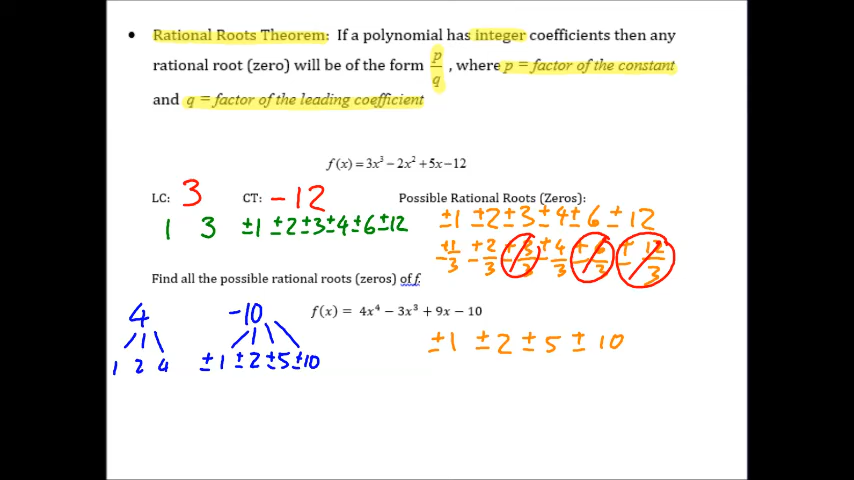 • Rational Roots Theorem: If a polynomial has integer coefficients then any
rational root (zero) will be of the form p/q, where p = factor of the constant
and q = factor of the leading coefficient
f(x) = 3x³ − 2x² + 5x − 12
LC: 3 CT: −12 Possible Rational Roots (Zeros):
±1 ±2 ±3 ±4 ±6 ±12
1 3 ±1 ±2 ±3 ±4 ±6 ±12
±1/3 ±2/3 ±3/3 ±4/3 ±6/3 ±12/3
Find all the possible rational roots (zeros) of f.
4 −10 f(x) = 4x⁴ − 3x³ + 9x − 10
±1 ±2 ±5 ±10
1 2 4 ±1 ±2 ±5 ±10